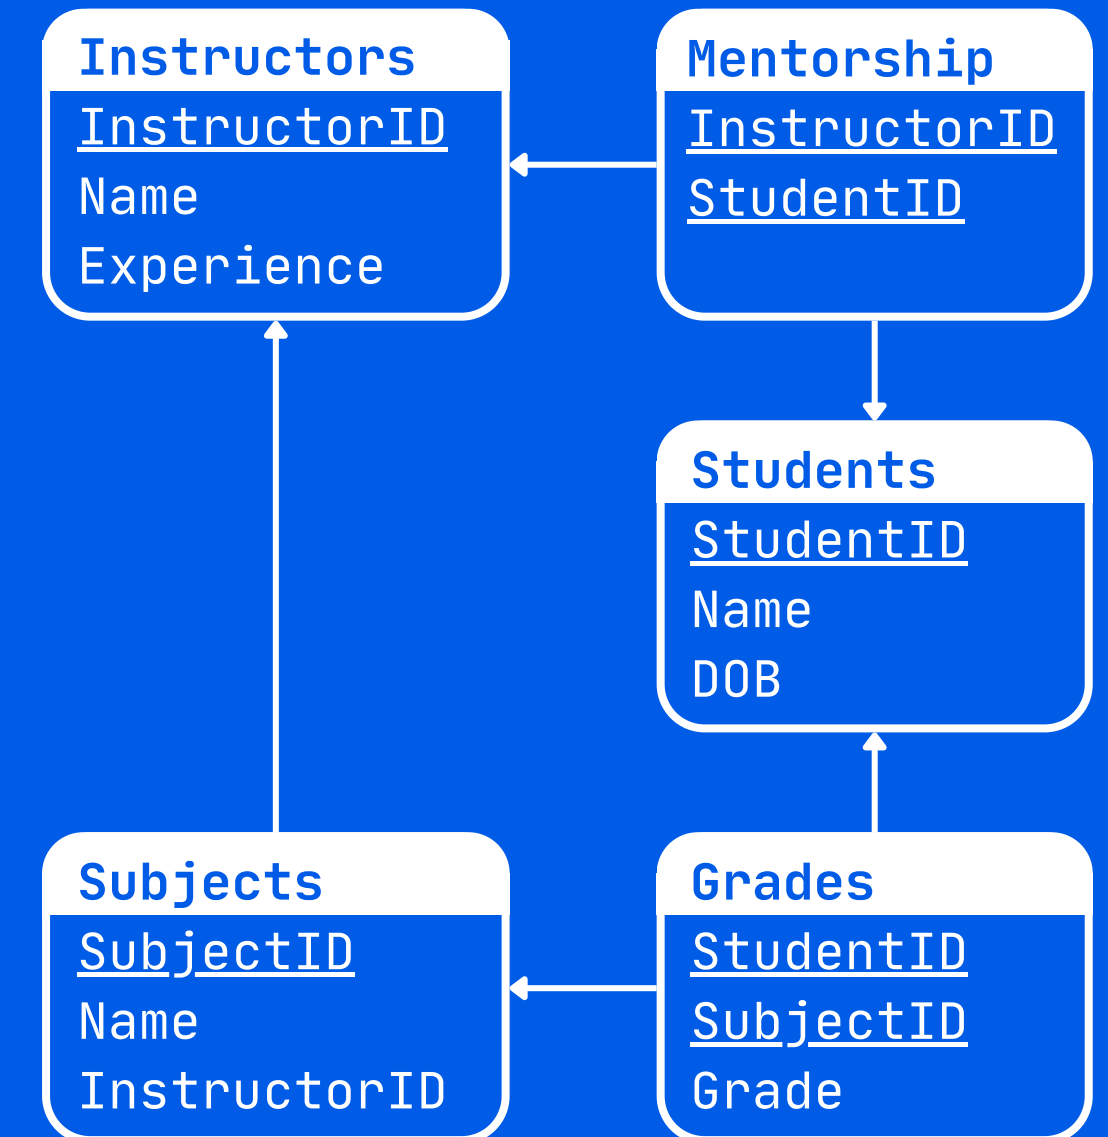 Instructors
InstructorID
Name
Experience
Mentorship
InstructorID
StudentID
Students
StudentID
Name
DOB
Subjects
SubjectID
Name
InstructorID
Grades
StudentID
SubjectID
Grade